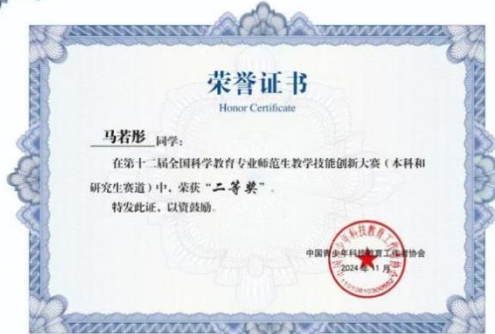 荣誉证书
Honor Certificate
马若彤 同学：
在第十二届全国科学教育专业师范生教学技能创新大赛（本科和
研究生赛道）中，荣获“二等奖”。
特发此证，以资鼓励。
中国青少年科技教育工作者协会
2024年11月